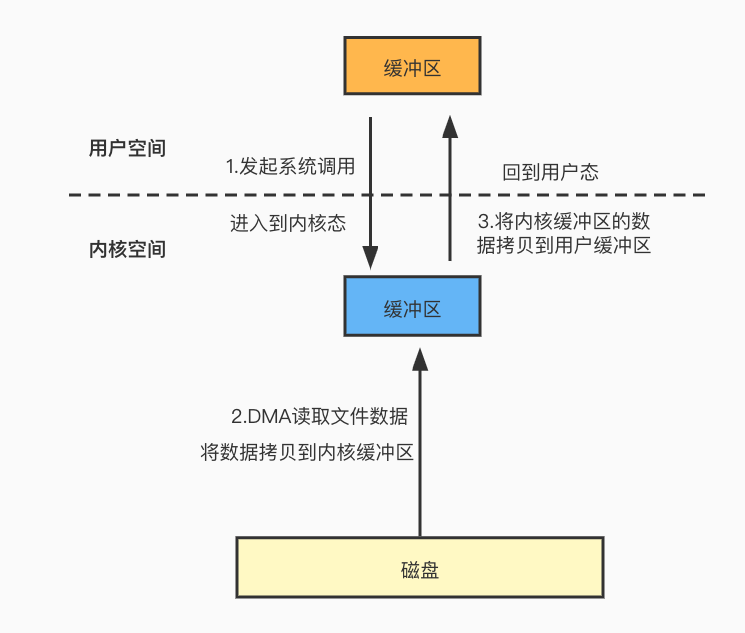 缓冲区
用户空间
1.发起系统调用
回到用户态
进入到内核态
3.将内核缓冲区的数
据拷贝到用户缓冲区
内核空间
缓冲区
2.DMA读取文件数据
将数据拷贝到内核缓冲区
磁盘